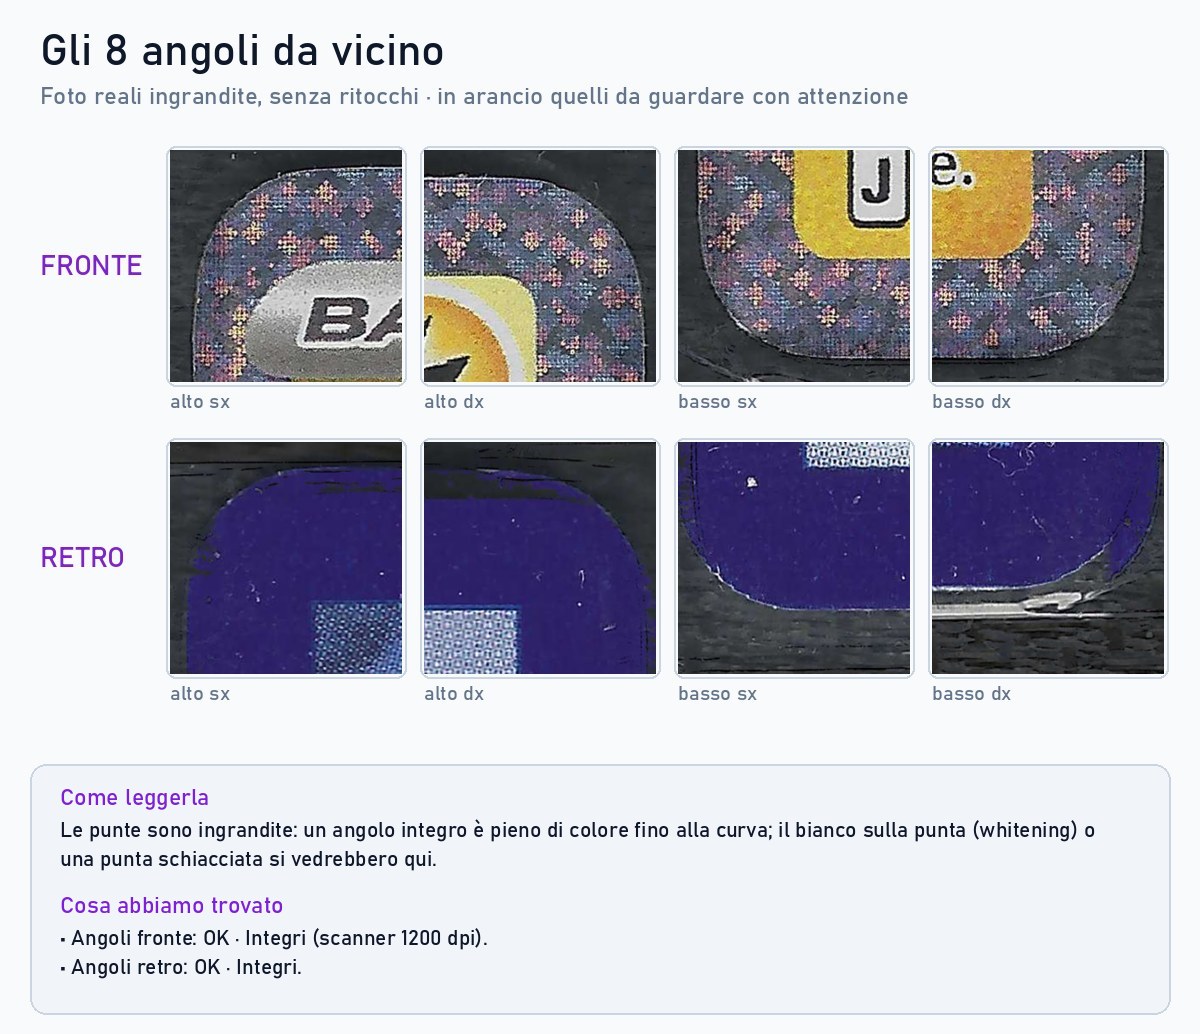 Gli 8 angoli da vicino
Foto reali ingrandite, senza ritocchi · in arancio quelli da guardare con attenzione
FRONTE
BA
J
e.
alto sx
alto dx
basso sx
basso dx
RETRO
alto sx
alto dx
basso sx
basso dx
Come leggerla
Le punte sono ingrandite: un angolo integro è pieno di colore fino alla curva; il bianco sulla punta (whitening) o
una punta schiacciata si vedrebbero qui.
Cosa abbiamo trovato
· Angoli fronte: OK · Integri (scanner 1200 dpi).
· Angoli retro: OK · Integri.